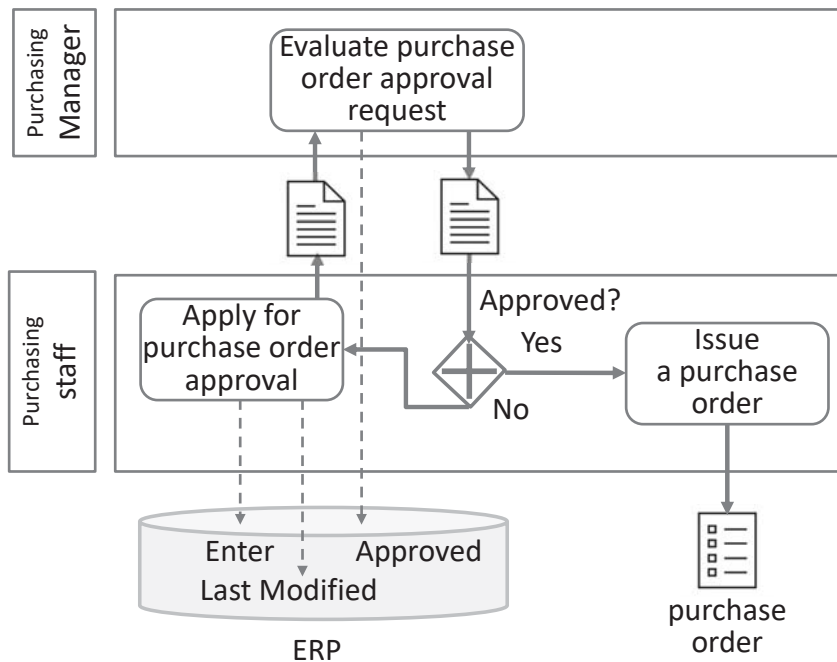 Purchasing
Manager
Evaluate purchase
order approval
request
Purchasing
staff
Apply for
purchase order
approval
Approved?
Yes
No
Issue
a purchase
order
Enter
Approved
Last Modified
ERP
purchase
order